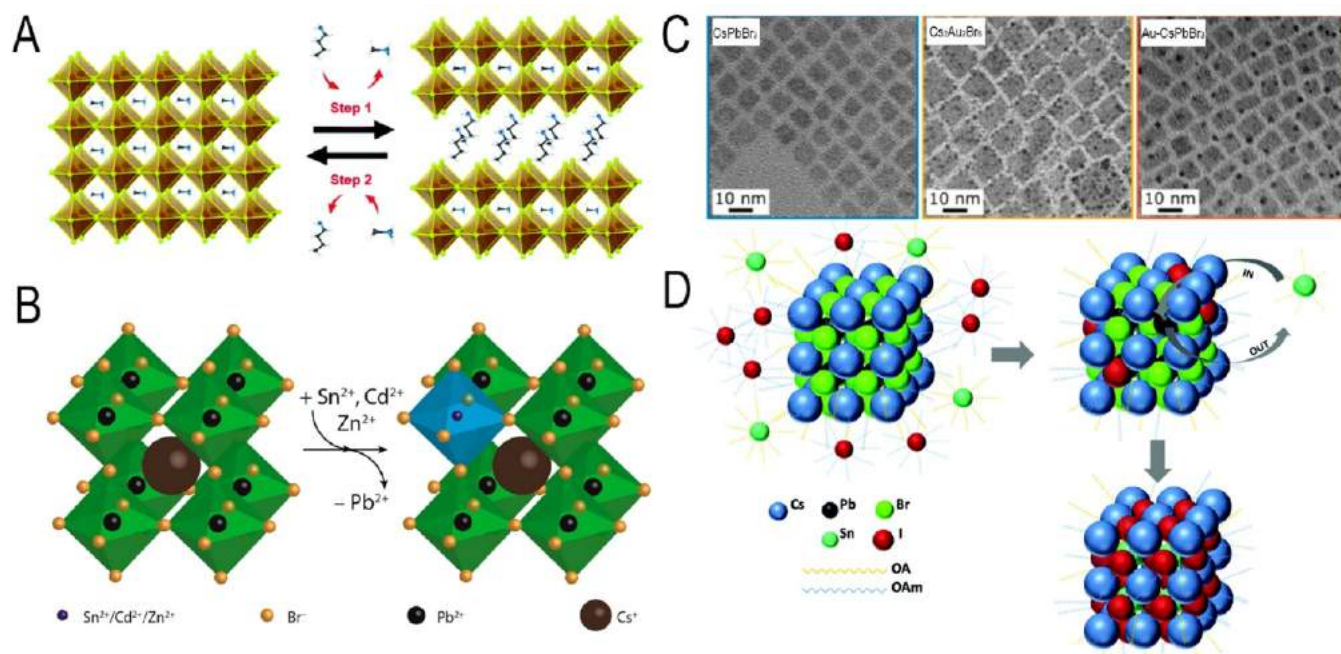 A
Step 1
Step 2
B
+ Sn²⁺, Cd²⁺
Zn²⁺
− Pb²⁺
Sn²⁺/Cd²⁺/Zn²⁺
Br⁻
Pb²⁺
Cs⁺
C
CsPbBr₃
10 nm
10 nm
Au-CsPbBr₃
10 nm
D
IN
OUT
Cs
Pb
Br
Sn
I
OA
OAm